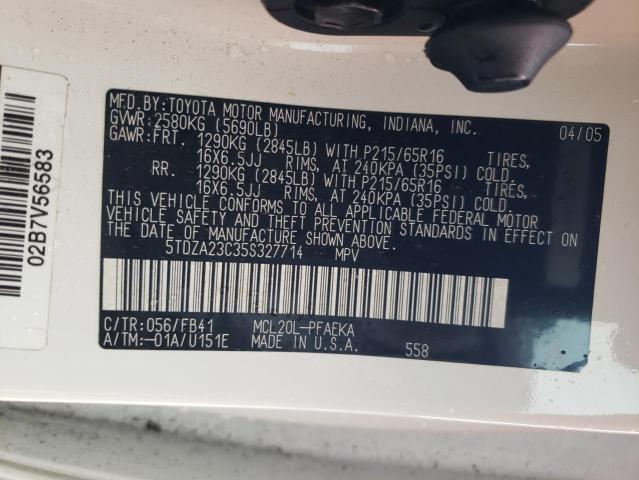 MFD. BY:TOYOTA MOTOR MANUFACTURING, INDIANA, INC. 04/05
GVWR: 2580KG (5690LB)
GAWR:FRT. 1290KG (2845LB) WITH P215/65R16 TIRES,
16X6.5JJ RIMS, AT 240KPA (35PSI) COLD.
RR. 1290KG (2845LB) WITH P215/65R16 TIRES,
16X6.5JJ RIMS, AT 240KPA (35PSI) COLD.
THIS VEHICLE CONFORMS TO ALL APPLICABLE FEDERAL MOTOR
VEHICLE SAFETY AND THEFT PREVENTION STANDARDS IN EFFECT ON
THE DATE OF MANUFACTURE SHOWN ABOVE.
5TDZA23C35S327714 MPV
C/TR:056/FB41 MCL20L-PFAEKA
A/TM:-01A/U151E MADE IN U.S.A. 558
02B7V56583